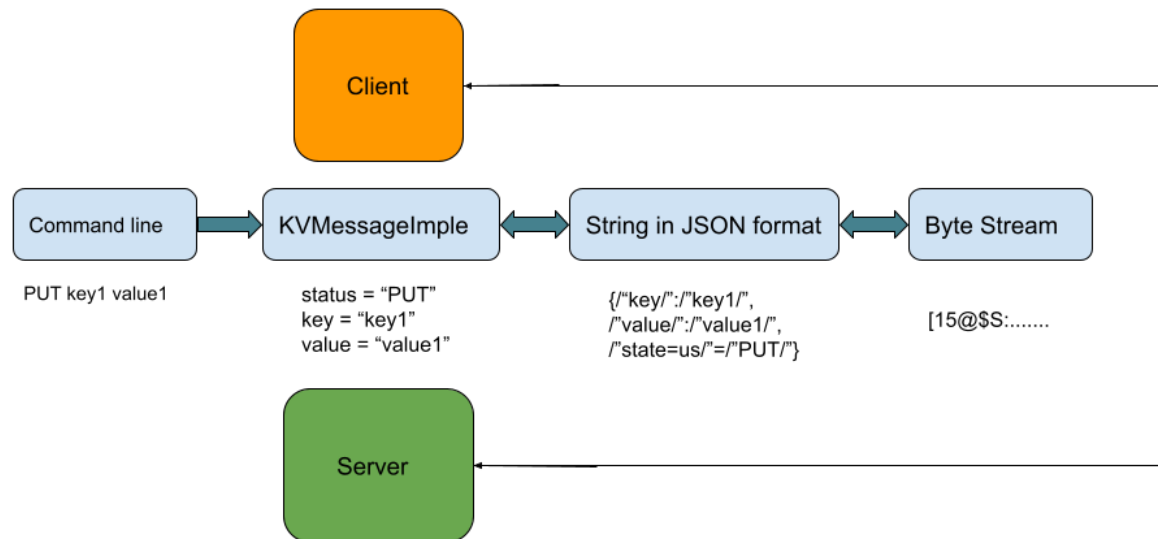 Client
Command line
KVMessageImple
String in JSON format
Byte Stream
PUT key1 value1
status = “PUT”
key = “key1”
value = “value1”
{/“key/”:/”key1/”,
/”value/”:/”value1/”,
/”state=us/”=/”PUT/”}
[15@$S:.......
Server